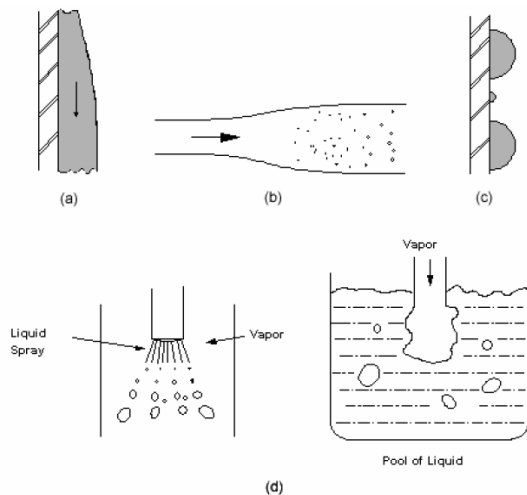 (a)
(b)
(c)
Vapor
Liquid
Spray
Vapor
Pool of Liquid
(d)